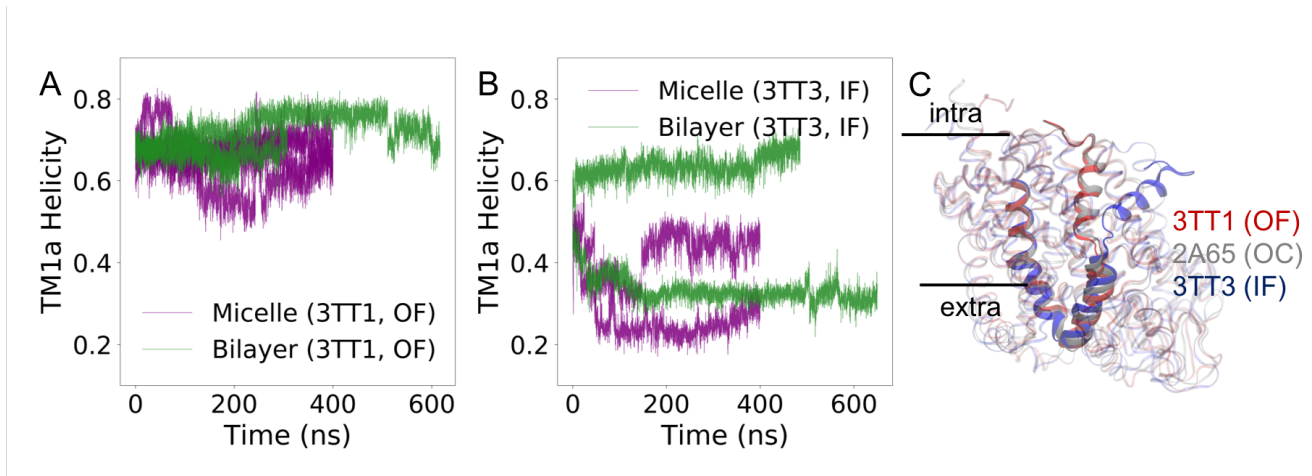 A
TM1a Helicity
0.8
0.6
0.4
0.2
Micelle (3TT1, OF)
Bilayer (3TT1, OF)
0 200 400 600
Time (ns)
B
TM1a Helicity
0.8
0.6
0.4
0.2
Micelle (3TT3, IF)
Bilayer (3TT3, IF)
0 200 400 600
Time (ns)
C
intra
extra
3TT1 (OF)
2A65 (OC)
3TT3 (IF)